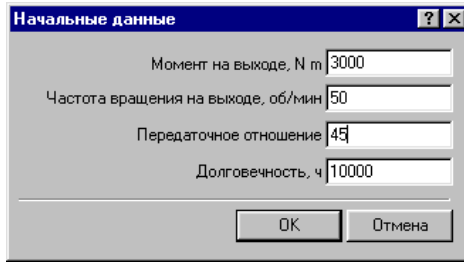 Начальные данные
Момент на выходе, N m 3000
Частота вращения на выходе, об/мин 50
Передаточное отношение 45
Долговечность, ч 10000
OK Отмена